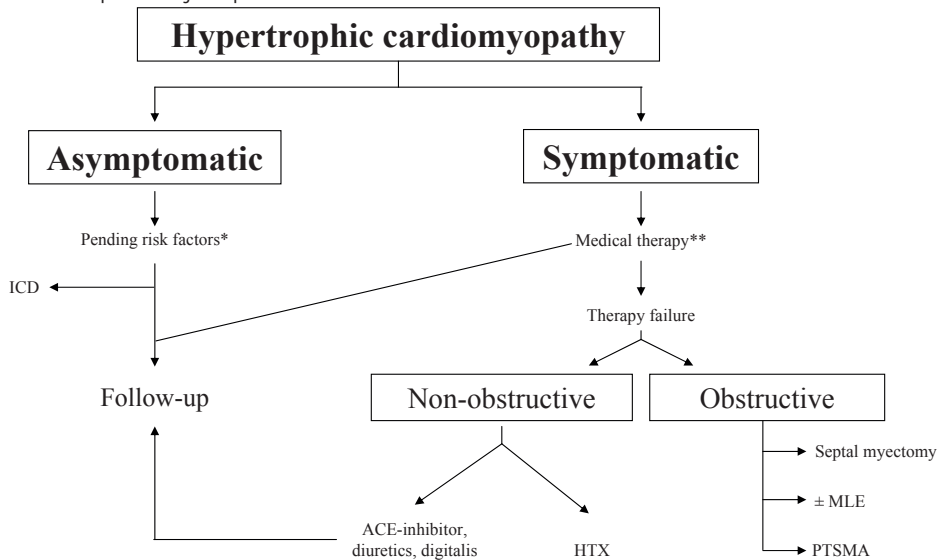 Hypertrophic cardiomyopathy
Asymptomatic
Symptomatic
Pending risk factors*
Medical therapy**
ICD
Therapy failure
Follow-up
Non-obstructive
Obstructive
Septal myectomy
± MLE
ACE-inhibitor,
diuretics, digitalis
HTX
PTSMA